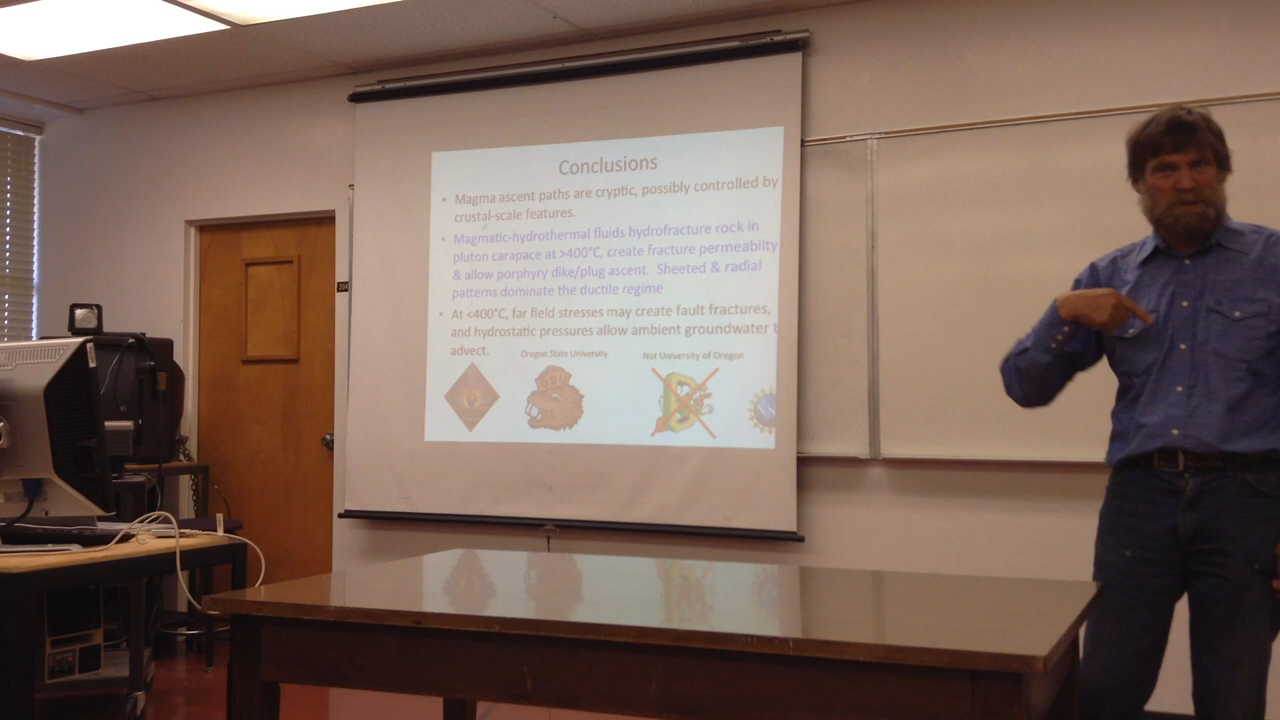 Conclusions
• Magma ascent paths are cryptic, possibly controlled by
crustal-scale features.
• Magmatic-hydrothermal fluids hydrofracture rock in
pluton carapace at >400°C, create fracture permeabilty
& allow porphyry dike/plug ascent. Sheeted & radial
patterns dominate the ductile regime
• At <400°C, far field stresses may create fault fractures,
and hydrostatic pressures allow ambient groundwater t
advect.
Oregon State University
Not University of Oregon
204